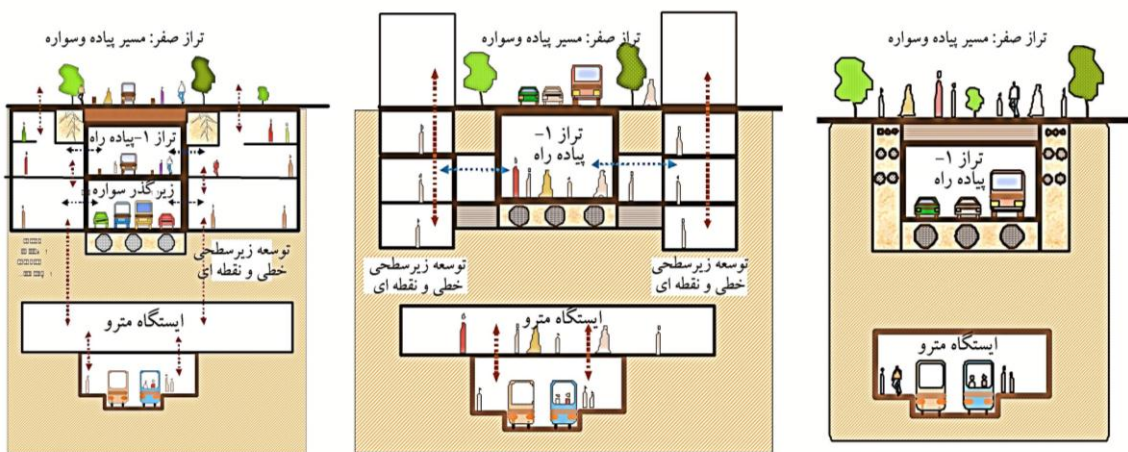 تراز صفر: مسیر پیاده وسواره
تراز ۱-پیاده راه
زیرگذر سواره
توسعه زیرسطحی
خطی و نقطه ای
ایستگاه مترو
تراز صفر: مسیر پیاده وسواره
تراز ۱-
پیاده راه
توسعه زیرسطحی
خطی و نقطه ای
توسعه زیرسطحی
خطی و نقطه ای
ایستگاه مترو
تراز صفر: مسیر پیاده وسواره
تراز ۱-
پیاده راه
ایستگاه مترو